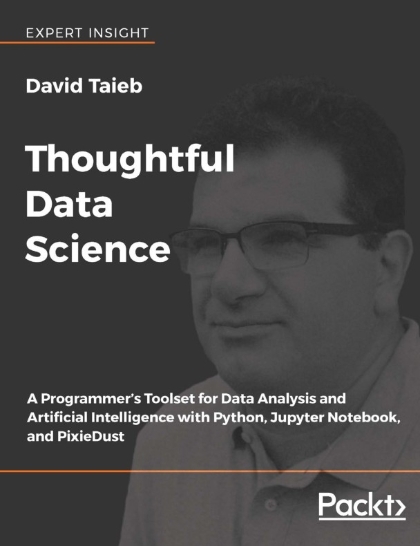 EXPERT INSIGHT
David Taieb
Thoughtful
Data
Science
A Programmer's Toolset for Data Analysis and
Artificial Intelligence with Python, Jupyter Notebook,
and PixieDust
Packt>